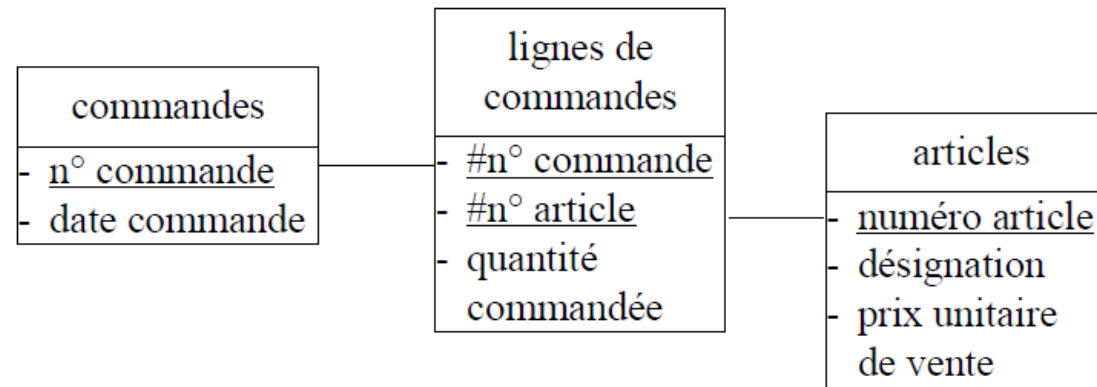 commandes
- n° commande
- date commande
lignes de
commandes
- #n° commande
- #n° article
- quantité
commandée
articles
- numéro article
- désignation
- prix unitaire
de vente